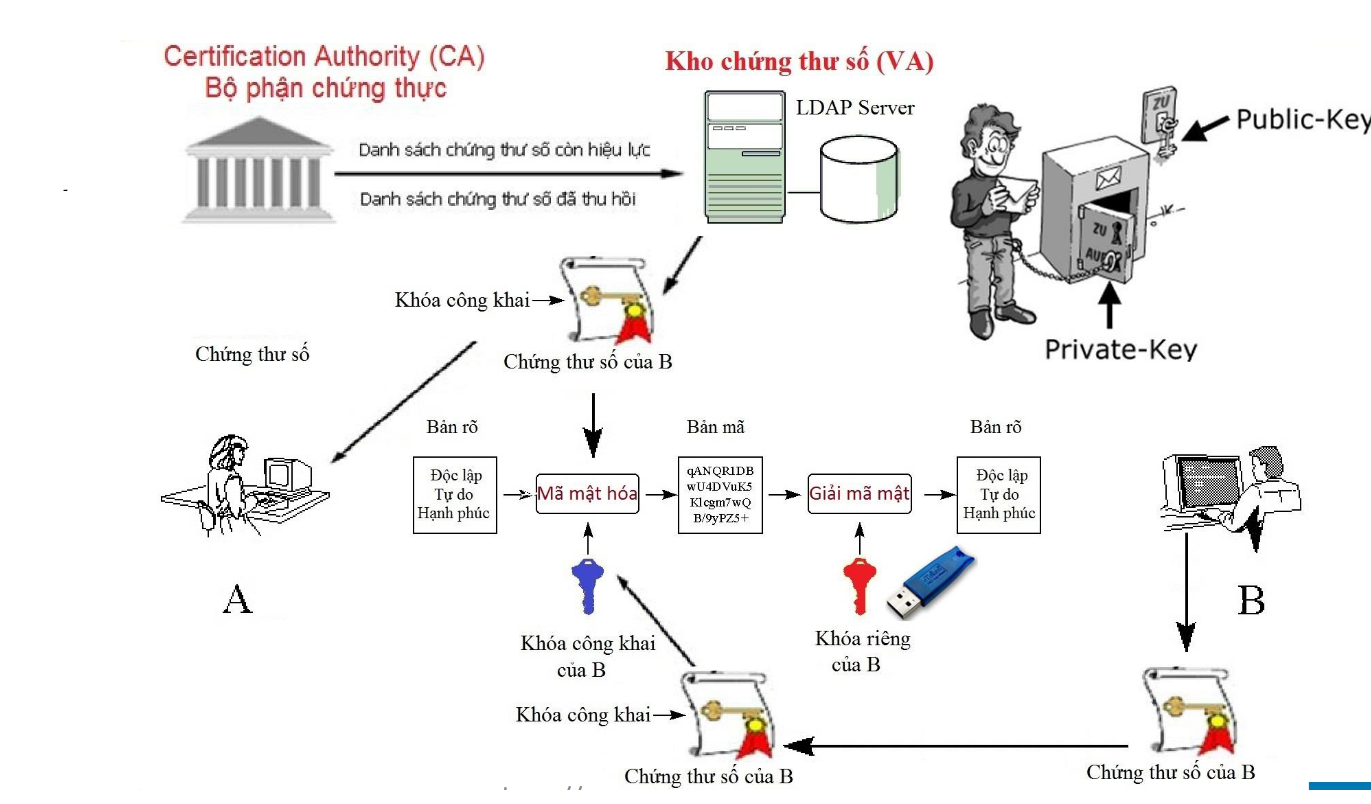 Certification Authority (CA)
Bộ phận chứng thực
Kho chứng thư số (VA)
LDAP Server
Danh sách chứng thư số còn hiệu lực
Danh sách chứng thư số đã thu hồi
ZU
Public-Key
ZU
AUF
Private-Key
Khóa công khai
Chứng thư số của B
Chứng thư số
Bản rõ
Bản mã
Bản rõ
Độc lập
Tự do
Hạnh phúc
Mã mật hóa
qANQR1DB
wU4DVuK5
K1cgm7wQ
B/9yPZ5+
Giải mã mật
Độc lập
Tự do
Hạnh phúc
A
B
Khóa công khai
của B
Khóa riêng
của B
Khóa công khai
Chứng thư số của B
Chứng thư số của B